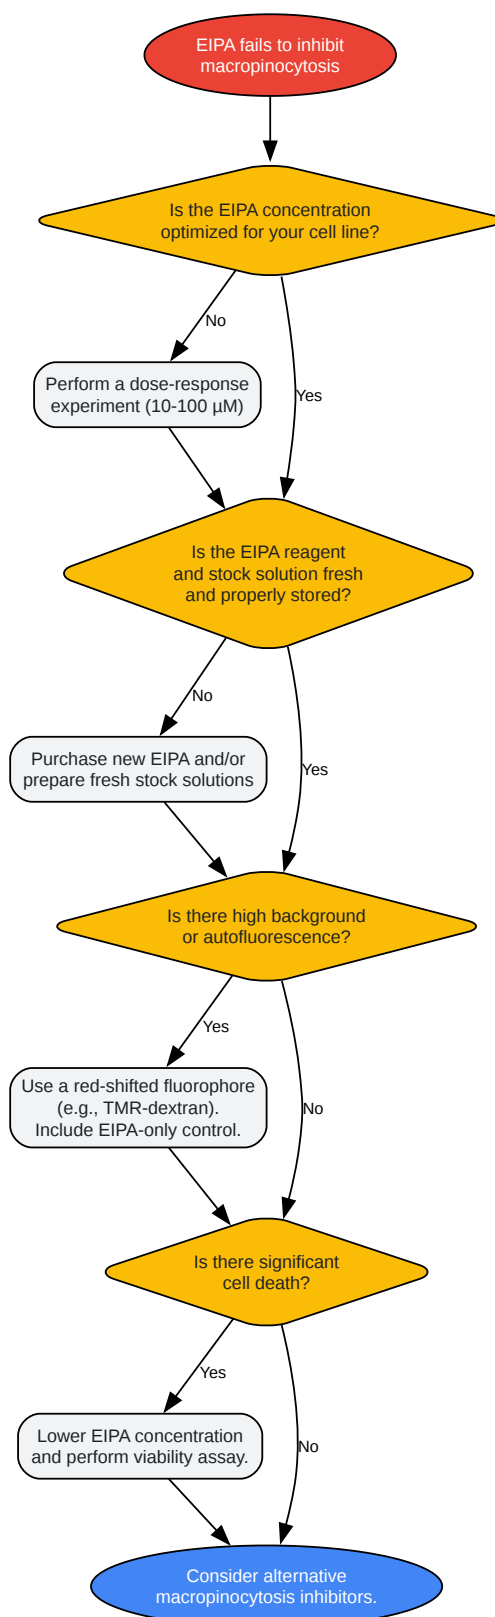 EIPA fails to inhibit
macropinocytosis
Is the EIPA concentration
optimized for your cell line?
No
Perform a dose-response
experiment (10-100 µM)
Yes
Is the EIPA reagent
and stock solution fresh
and properly stored?
No
Purchase new EIPA and/or
prepare fresh stock solutions
Yes
Is there high background
or autofluorescence?
Yes
Use a red-shifted fluorophore
(e.g., TMR-dextran).
Include EIPA-only control.
No
Is there significant
cell death?
Yes
Lower EIPA concentration
and perform viability assay.
No
Consider alternative
macropinocytosis inhibitors.